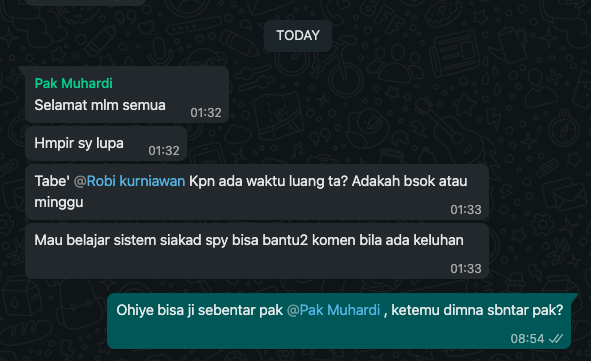 TODAY
Pak Muhardi
Selamat mlm semua
01:32
Hmpir sy lupa
01:32
Tabe' @Robi kurniawan Kpn ada waktu luang ta? Adakah bsok atau
minggu
01:33
Mau belajar sistem siakad spy bisa bantu2 komen bila ada keluhan
01:33
Ohiye bisa ji sebentar pak @Pak Muhardi , ketemu dimna sbntar pak?
08:54